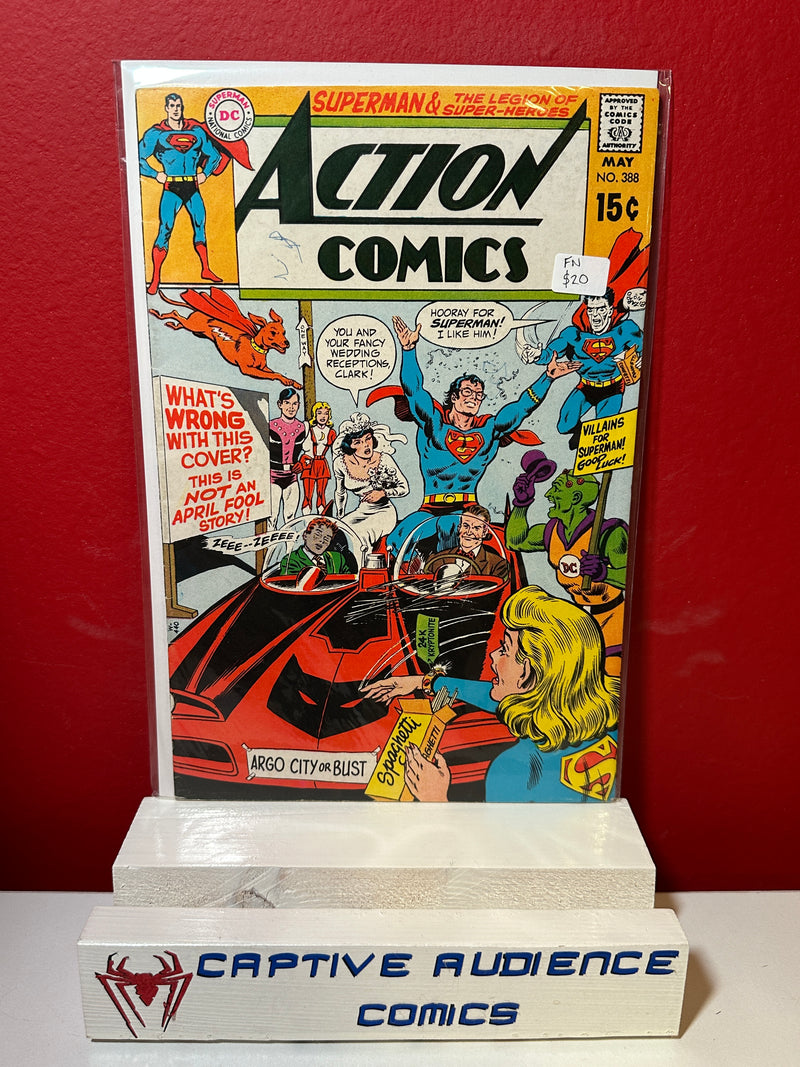 SUPERMAN
DC
NATIONAL COMICS
SUPERMAN & THE LEGION OF
SUPER-HEROES
APPROVED
BY THE
COMICS
CODE
CA
AUTHORITY
MAY
NO. 388
15¢
ACTION
COMICS
FN
$20
YOU AND
YOUR FANCY
WEDDING
RECEPTIONS,
CLARK!
HOORAY FOR
SUPERMAN!
I LIKE HIM!
WHAT'S
WRONG
WITH THIS
COVER?
THIS IS
NOT AN
APRIL FOOL
STORY!
VILLAINS
FOR
SUPERMAN!
GOOD
LUCK!
ZEEE--ZEEEE!
DC
24K
KRYPTONITE
W-
440
Spaghetti
ARGO CITY OR BUST
CAPTIVE AUDIENCE
COMICS